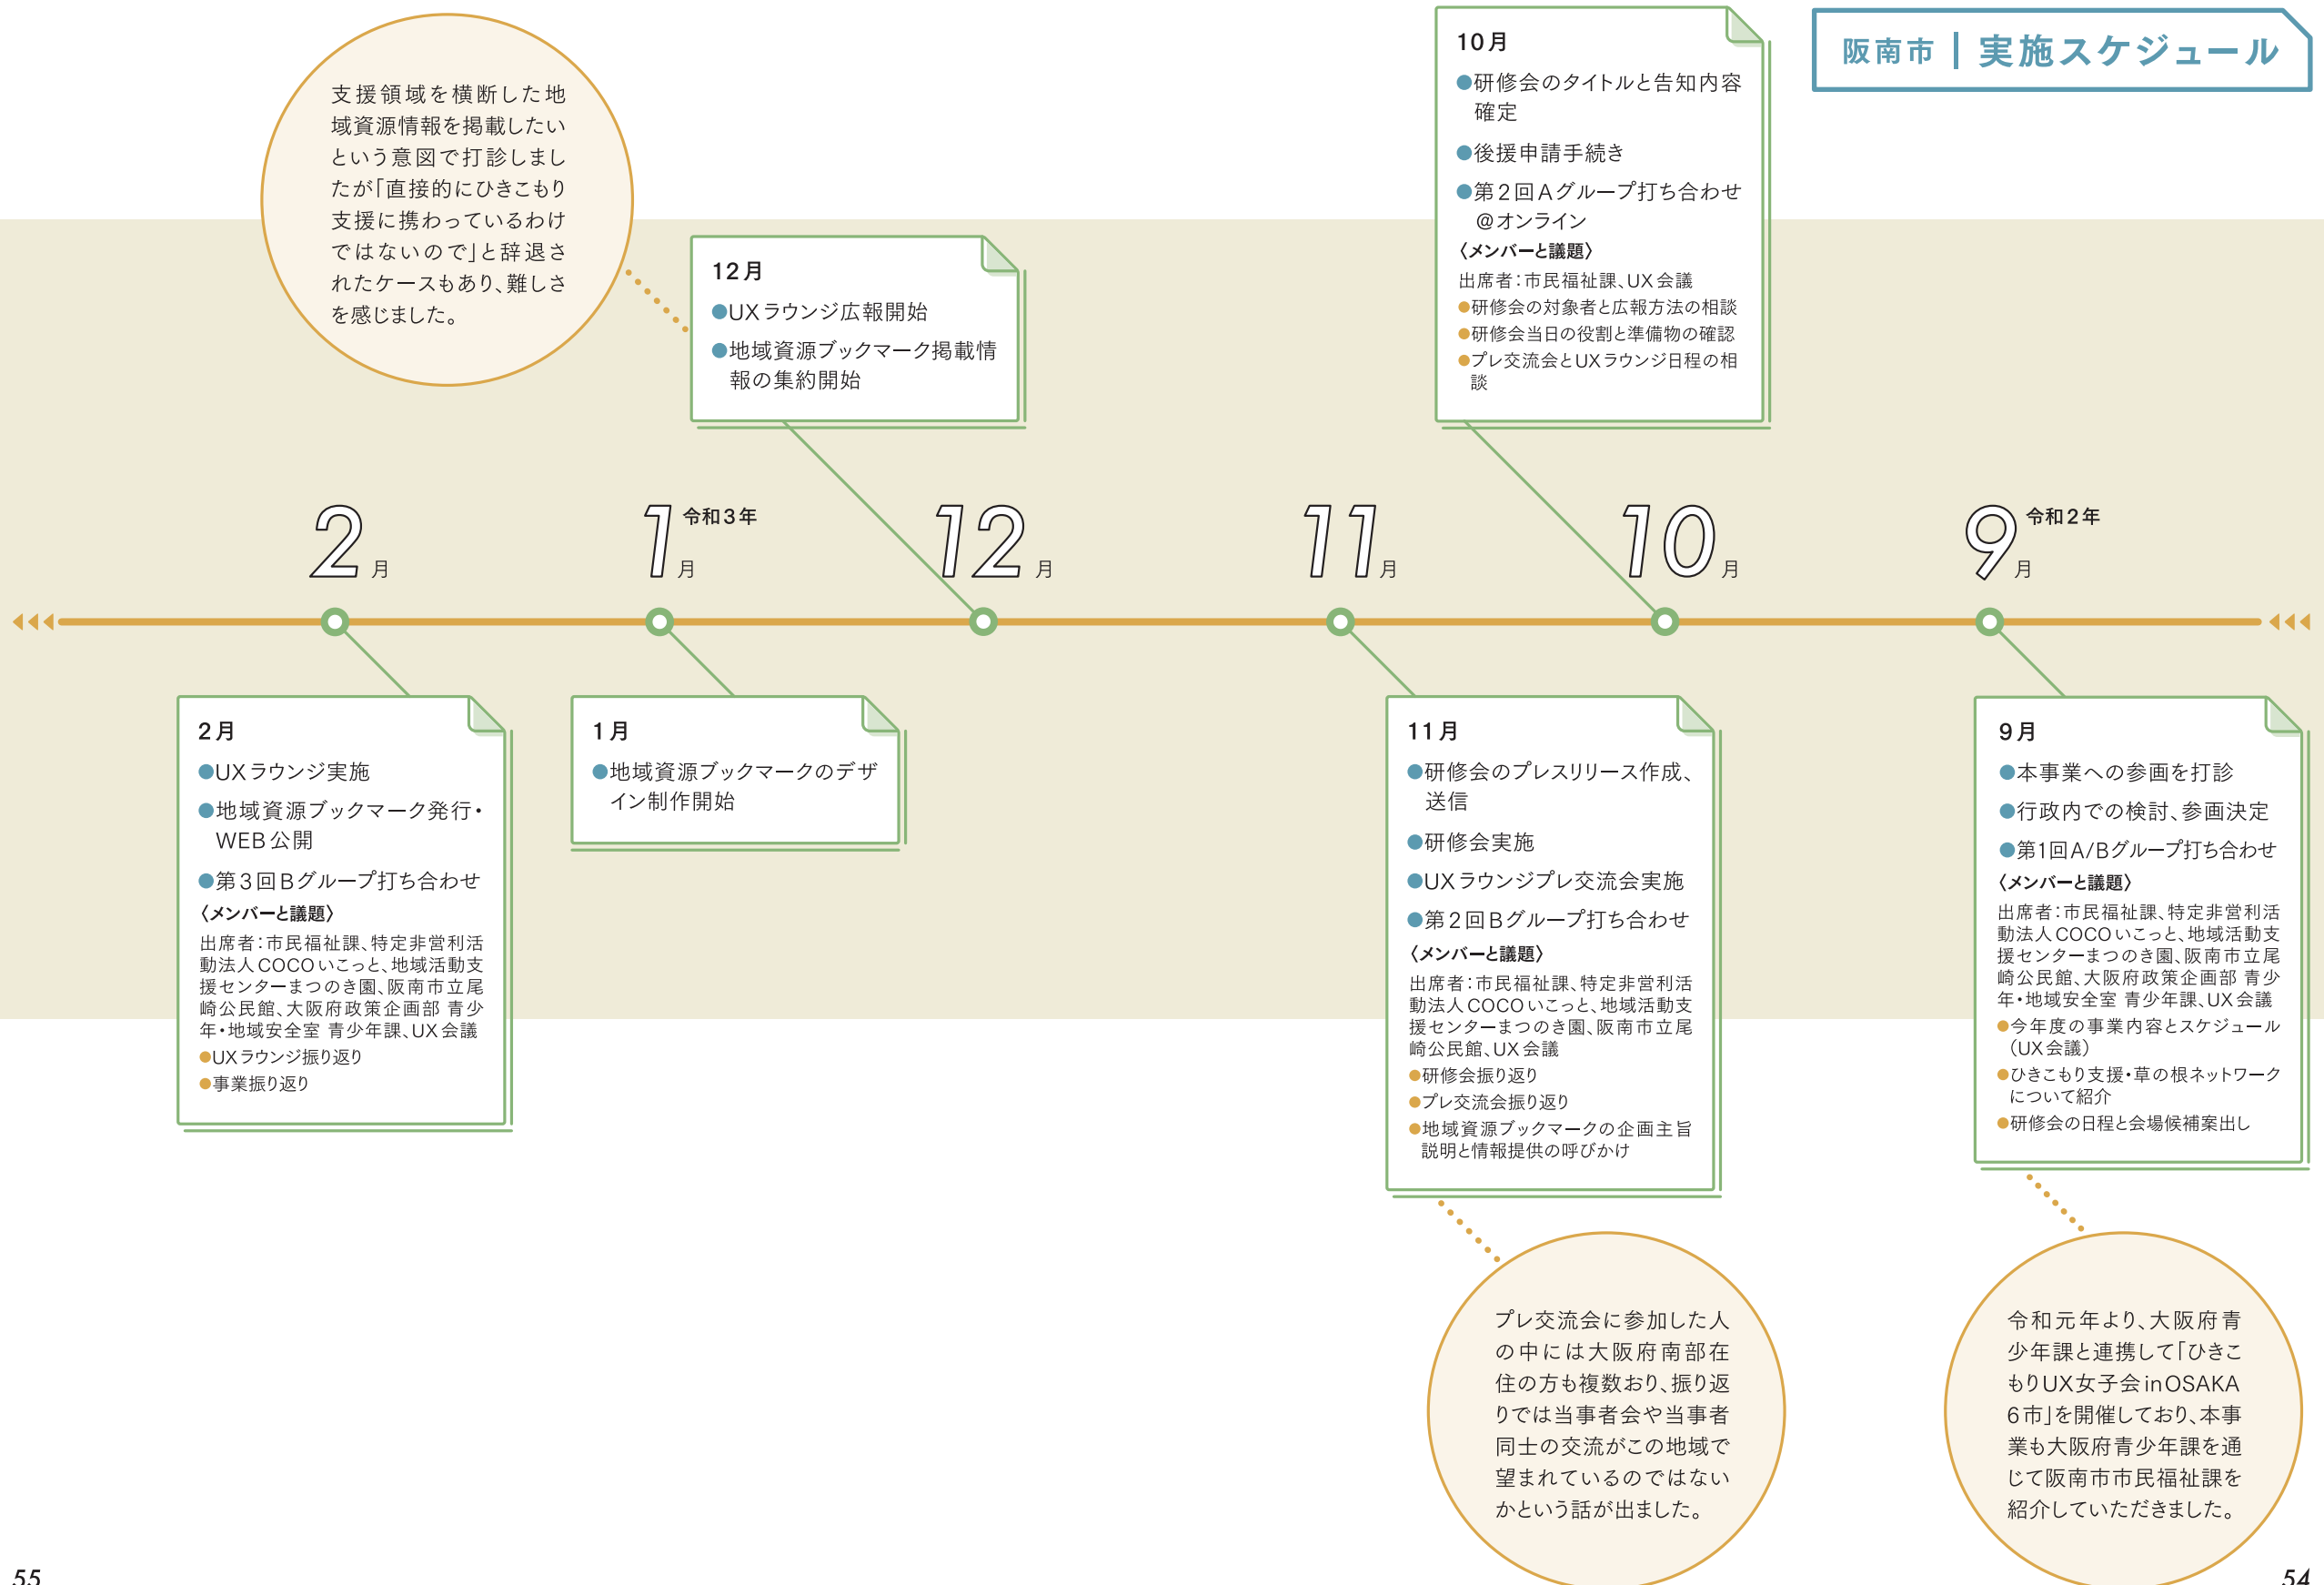 阪南市｜実施スケジュール
9月
令和2年
10月
11月
12月
1月
令和3年
2月
9月
●本事業への参画を打診
●行政内での検討、参画決定
●第1回A/Bグループ打ち合わせ
〈メンバーと議題〉
出席者：市民福祉課、特定非営利活
動法人COCOいこっと、地域活動支
援センターまつのき園、阪南市立尾
崎公民館、大阪府政策企画部 青少
年・地域安全室 青少年課、UX会議
●今年度の事業内容とスケジュール
（UX会議）
●ひきこもり支援・草の根ネットワーク
について紹介
●研修会の日程と会場候補案出し
令和元年より、大阪府青
少年課と連携して「ひきこ
もりUX女子会inOSAKA
6市」を開催しており、本事
業も大阪府青少年課を通
じて阪南市市民福祉課を
紹介していただきました。
10月
●研修会のタイトルと告知内容
確定
●後援申請手続き
●第2回Aグループ打ち合わせ
＠オンライン
〈メンバーと議題〉
出席者：市民福祉課、UX会議
●研修会の対象者と広報方法の相談
●研修会当日の役割と準備物の確認
●プレ交流会とUXラウンジ日程の相
談
11月
●研修会のプレスリリース作成、
送信
●研修会実施
●UXラウンジプレ交流会実施
●第2回Bグループ打ち合わせ
〈メンバーと議題〉
出席者：市民福祉課、特定非営利活
動法人COCOいこっと、地域活動支
援センターまつのき園、阪南市立尾
崎公民館、UX会議
●研修会振り返り
●プレ交流会振り返り
●地域資源ブックマークの企画主旨
説明と情報提供の呼びかけ
プレ交流会に参加した人
の中には大阪府南部在
住の方も複数おり、振り返
りでは当事者会や当事者
同士の交流がこの地域で
望まれているのではない
かという話が出ました。
12月
●UXラウンジ広報開始
●地域資源ブックマーク掲載情
報の集約開始
支援領域を横断した地
域資源情報を掲載したい
という意図で打診しまし
たが「直接的にひきこもり
支援に携わっているわけ
ではないので」と辞退さ
れたケースもあり、難しさ
を感じました。
1月
●地域資源ブックマークのデザ
イン制作開始
2月
●UXラウンジ実施
●地域資源ブックマーク発行・
WEB公開
●第3回Bグループ打ち合わせ
〈メンバーと議題〉
出席者：市民福祉課、特定非営利活
動法人COCOいこっと、地域活動支
援センターまつのき園、阪南市立尾
崎公民館、大阪府政策企画部 青少
年・地域安全室 青少年課、UX会議
●UXラウンジ振り返り
●事業振り返り
54
55